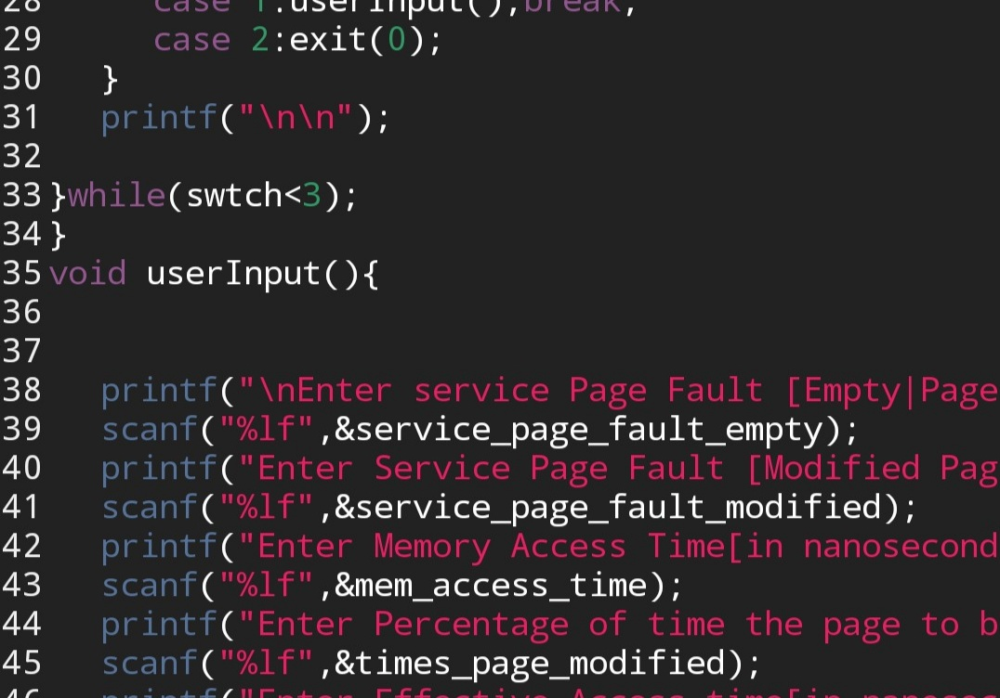 28 case 1:userInput();break;
29 case 2:exit(0);
30 }
31 printf("\n\n");
32
33 }while(swtch<3);
34 }
35 void userInput(){
36
37
38 printf("\nEnter service Page Fault [Empty|Page
39 scanf("%lf",&service_page_fault_empty);
40 printf("Enter Service Page Fault [Modified Pag
41 scanf("%lf",&service_page_fault_modified);
42 printf("Enter Memory Access Time[in nanosecond
43 scanf("%lf",&mem_access_time);
44 printf("Enter Percentage of time the page to b
45 scanf("%lf",&times_page_modified);
46 printf("Enter Effective Access time[in